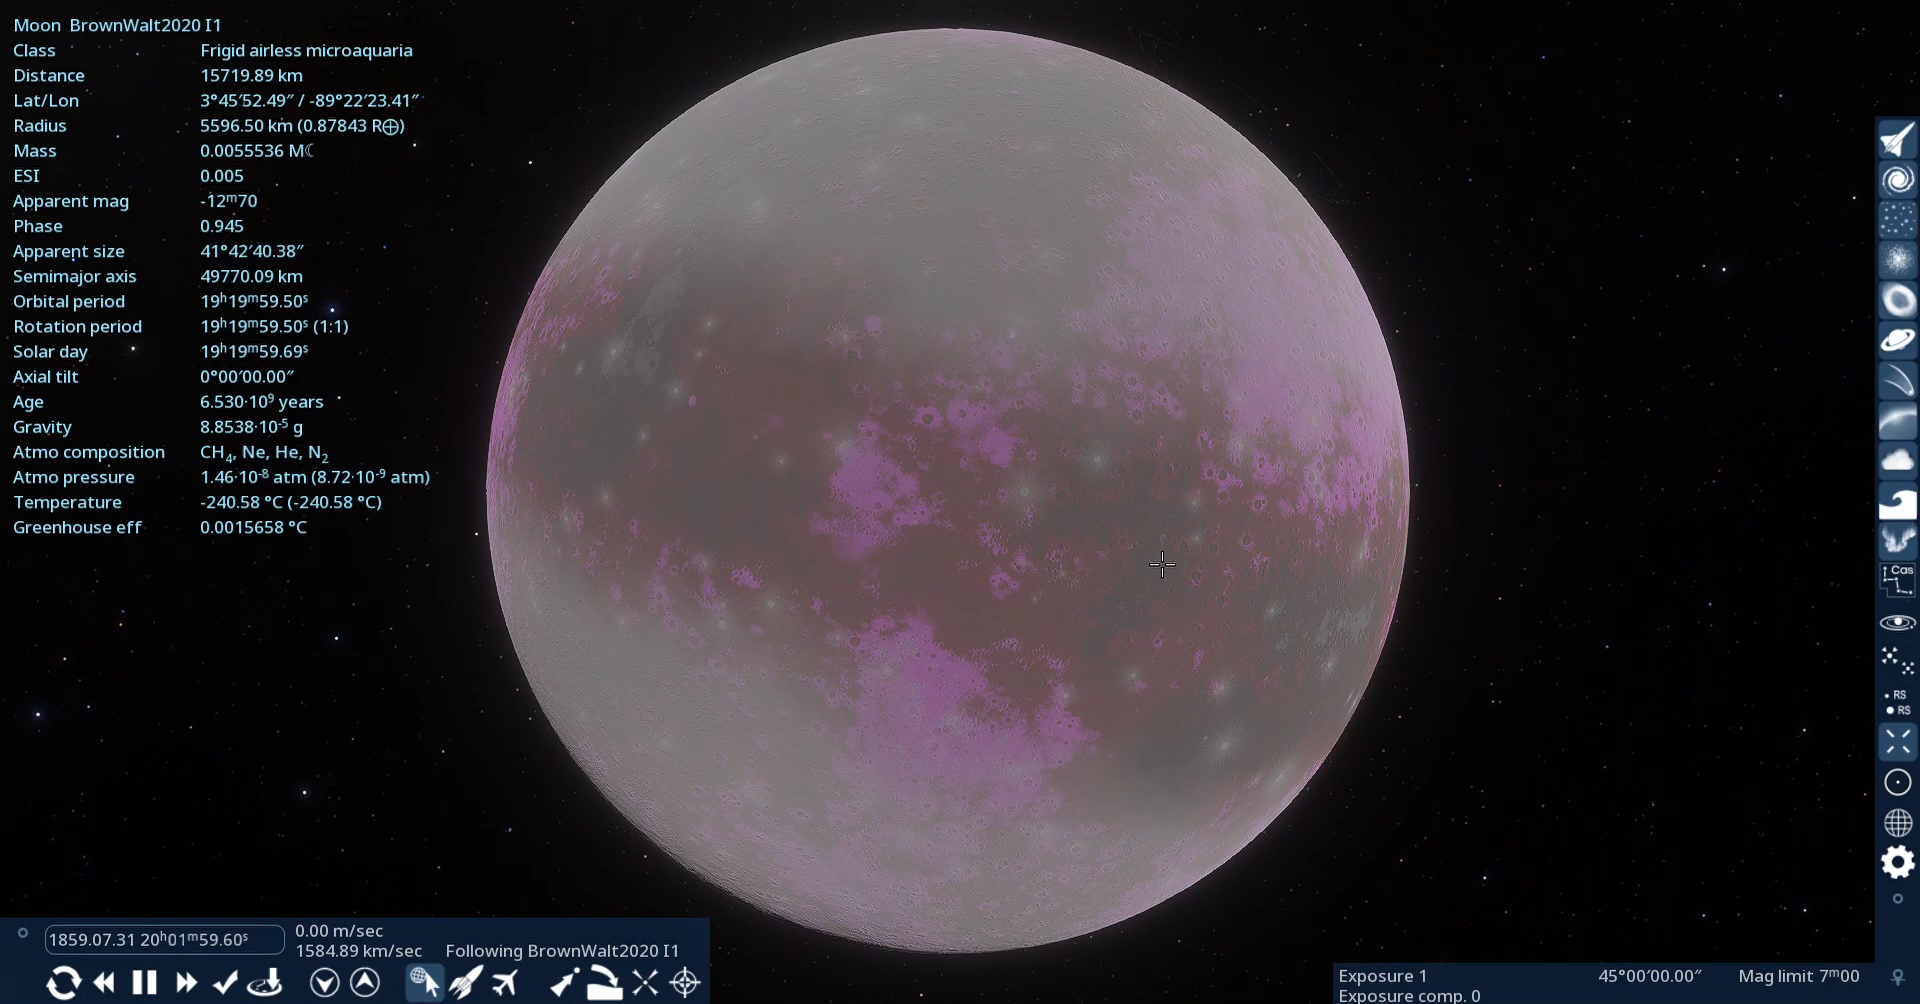 Moon BrownWalt2020 I1
Class Frigid airless microaquaria
Distance 15719.89 km
Lat/Lon 3°45′52.49″ / -89°22′23.41″
Radius 5596.50 km (0.87843 R⊕)
Mass 0.0055536 M☾
ESI 0.005
Apparent mag -12ᵐ70
Phase 0.945
Apparent size 41°42′40.38″
Semimajor axis 49770.09 km
Orbital period 19ʰ19ᵐ59.50ˢ
Rotation period 19ʰ19ᵐ59.50ˢ (1:1)
Solar day 19ʰ19ᵐ59.69ˢ
Axial tilt 0°00′00.00″
Age 6.530·10⁹ years
Gravity 8.8538·10⁻⁵ g
Atmo composition CH₄, Ne, He, N₂
Atmo pressure 1.46·10⁻⁸ atm (8.72·10⁻⁹ atm)
Temperature -240.58 °C (-240.58 °C)
Greenhouse eff 0.0015658 °C
Cas
RS
RS
1859.07.31 20ʰ01ᵐ59.60ˢ
0.00 m/sec
1584.89 km/sec Following BrownWalt2020 I1
Exposure 1 45°00′00.00″ Mag limit 7ᵐ00
Exposure comp. 0